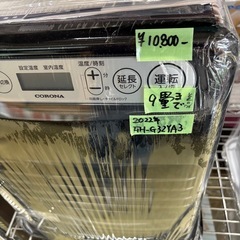 ¥10,800-
設定温度 室内温度
温度/時刻
CORONA
延長
セレクト
運転
9畳まで
2022年
FH-G32YA3